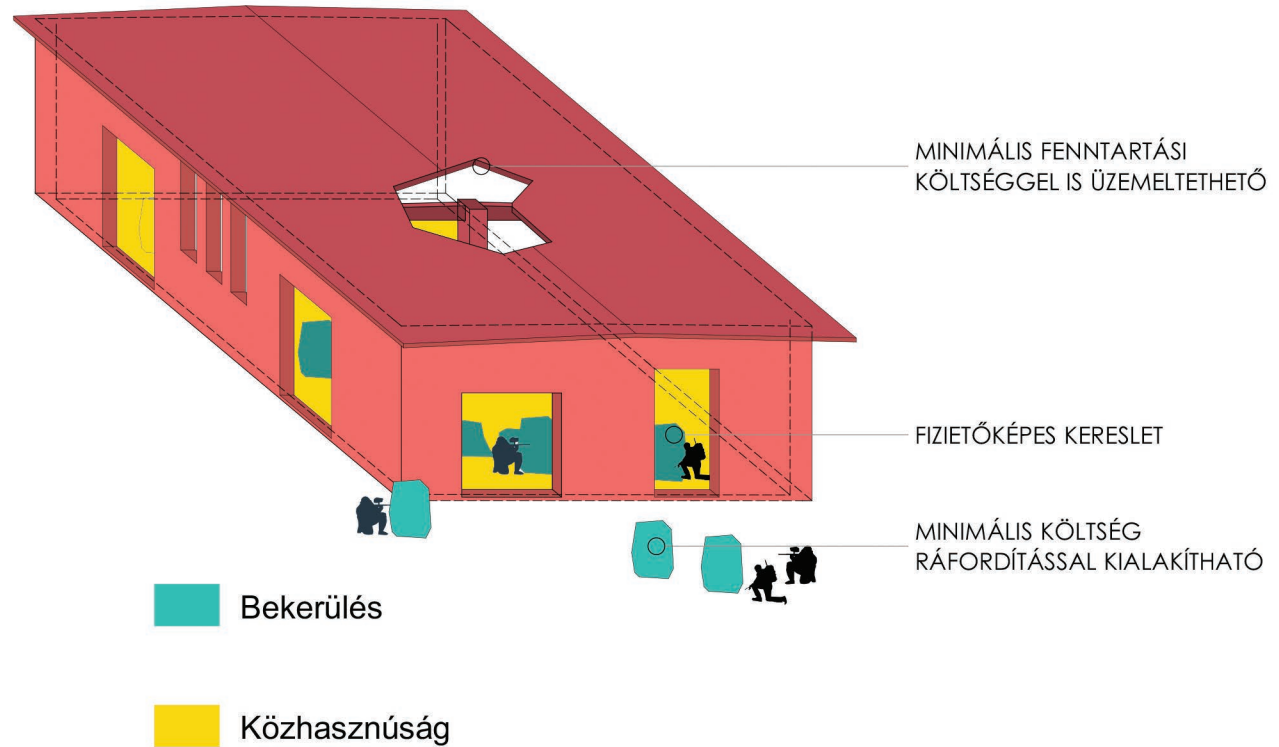 MINIMÁLIS FENNTARTÁSI
KÖLTSÉGGEL IS ÜZEMELTETHETŐ
FIZIETŐKÉPES KERESLET
MINIMÁLIS KÖLTSÉG
RÁFORDÍTÁSSAL KIALAKÍTHATÓ
Bekerülés
Közhasznúság